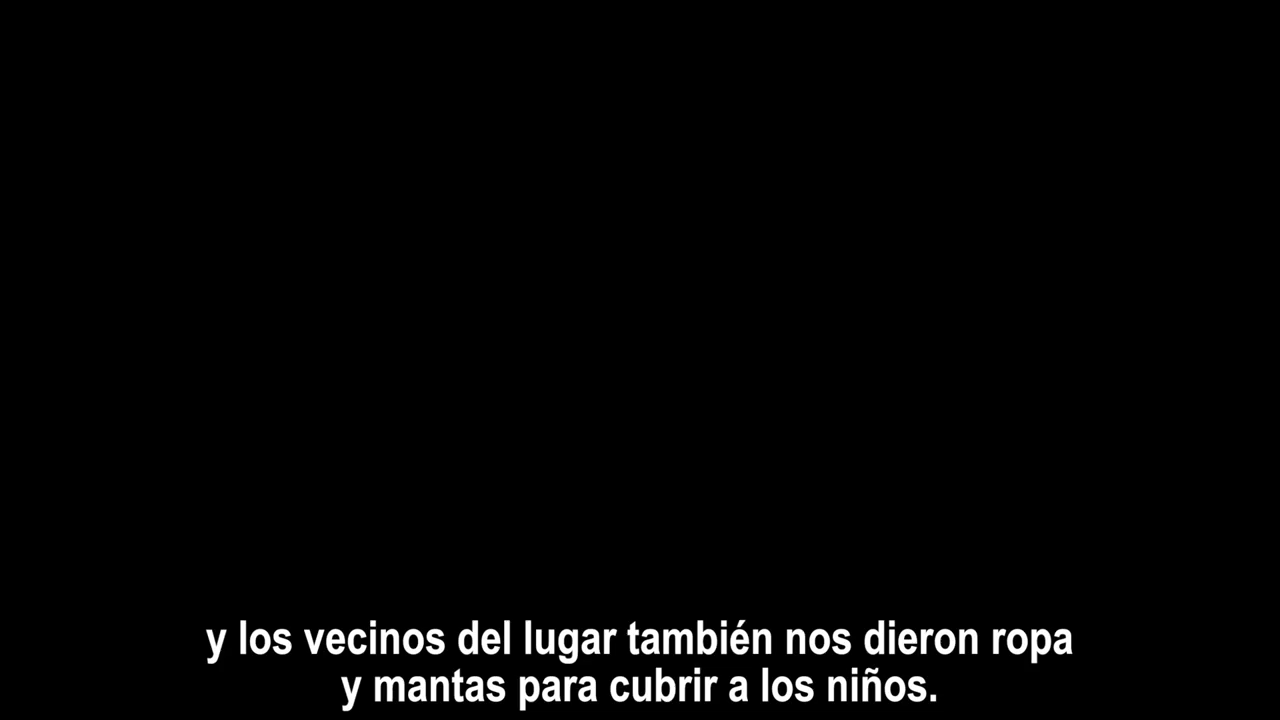 y los vecinos del lugar también nos dieron ropa
y mantas para cubrir a los niños.